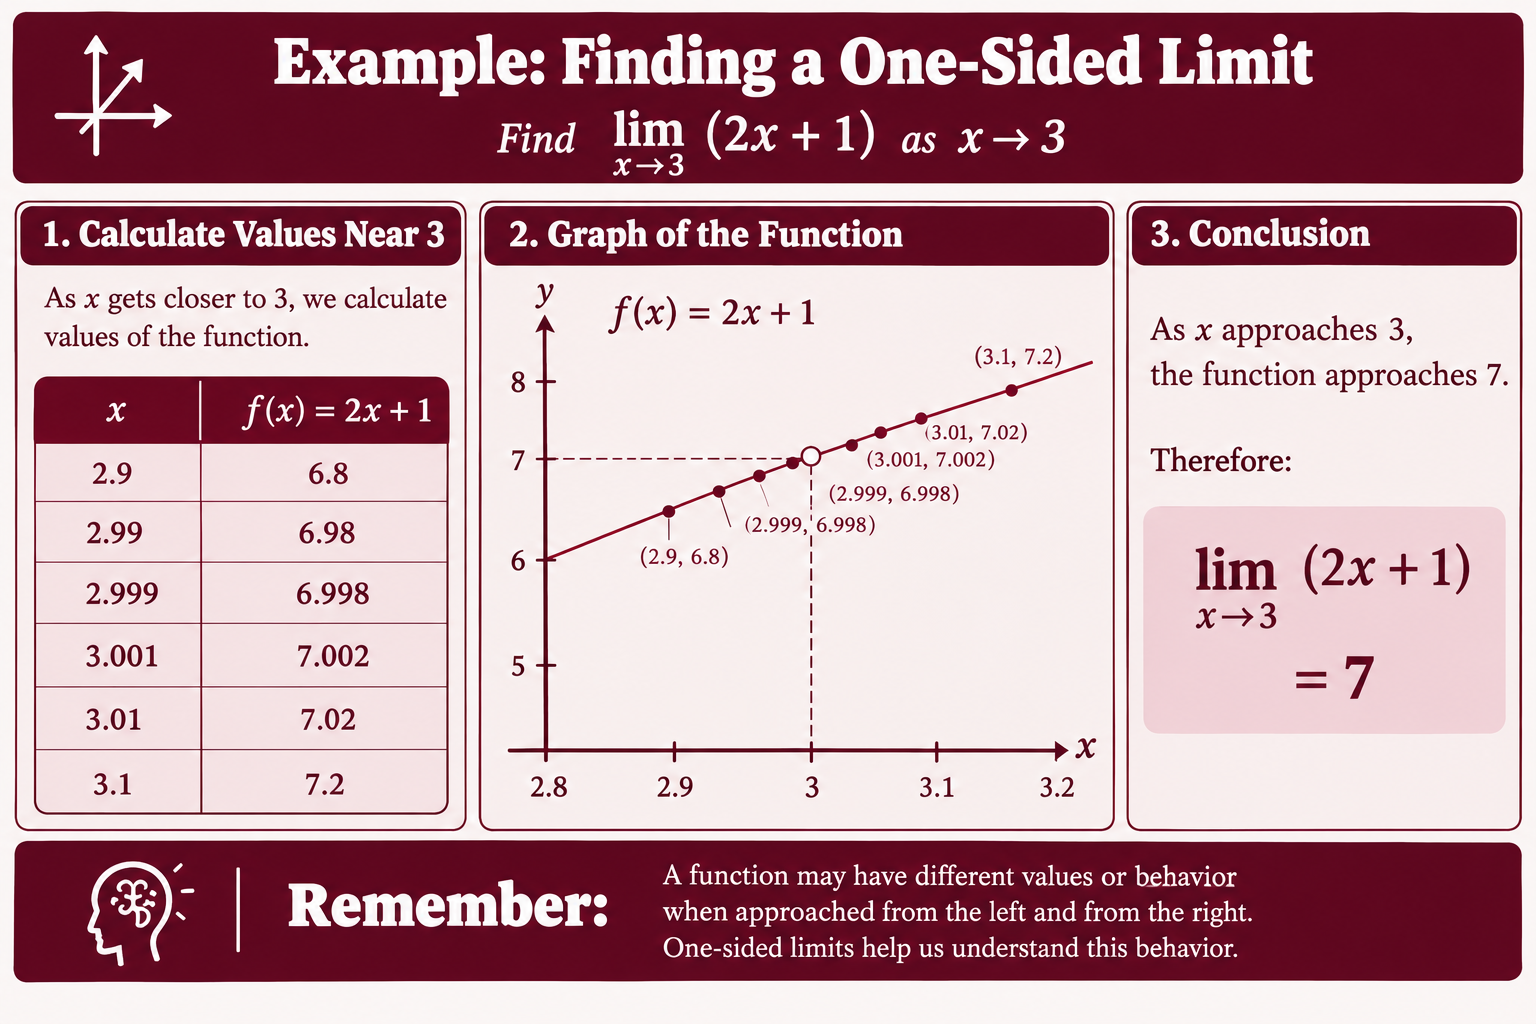 Example: Finding a One-Sided Limit
Find lim (2x + 1) as x → 3
x→3
1. Calculate Values Near 3
As x gets closer to 3, we calculate
values of the function.
x f(x) = 2x + 1
2.9 6.8
2.99 6.98
2.999 6.998
3.001 7.002
3.01 7.02
3.1 7.2
2. Graph of the Function
y
f(x) = 2x + 1
(3.1, 7.2)
8
(3.01, 7.02)
7
(3.001, 7.002)
(2.999, 6.998)
(2.999, 6.998)
(2.9, 6.8)
6
5
x
2.8 2.9 3 3.1 3.2
3. Conclusion
As x approaches 3,
the function approaches 7.
Therefore:
lim (2x + 1)
x→3
= 7
Remember:
A function may have different values or behavior
when approached from the left and from the right.
One-sided limits help us understand this behavior.